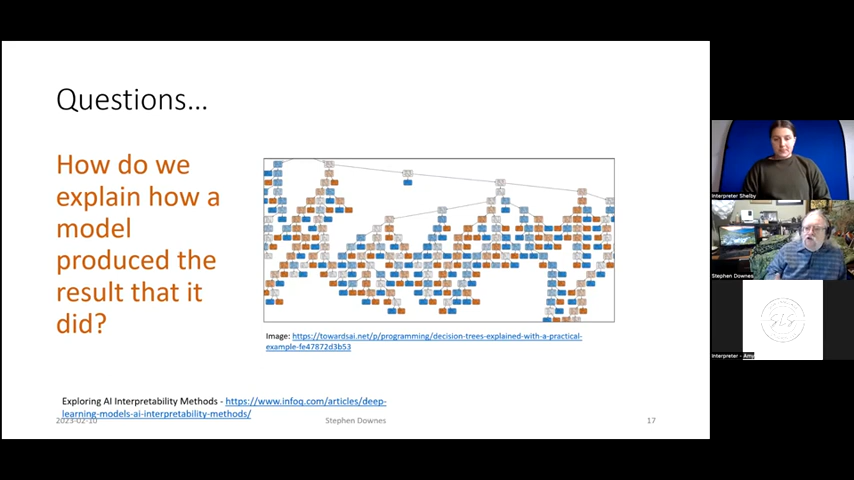 Questions...
How do we
explain how a
model
produced the
result that it
did?
Image: https://towardsai.net/p/programming/decision-trees-explained-with-a-practical-
example-fe47872d3b53
Exploring AI Interpretability Methods - https://www.infoq.com/articles/deep-
learning-models-ai-interpretability-methods/
2023-02-10
Stephen Downes
17
Interpreter Shelby
Stephen Downes
Interpreter -